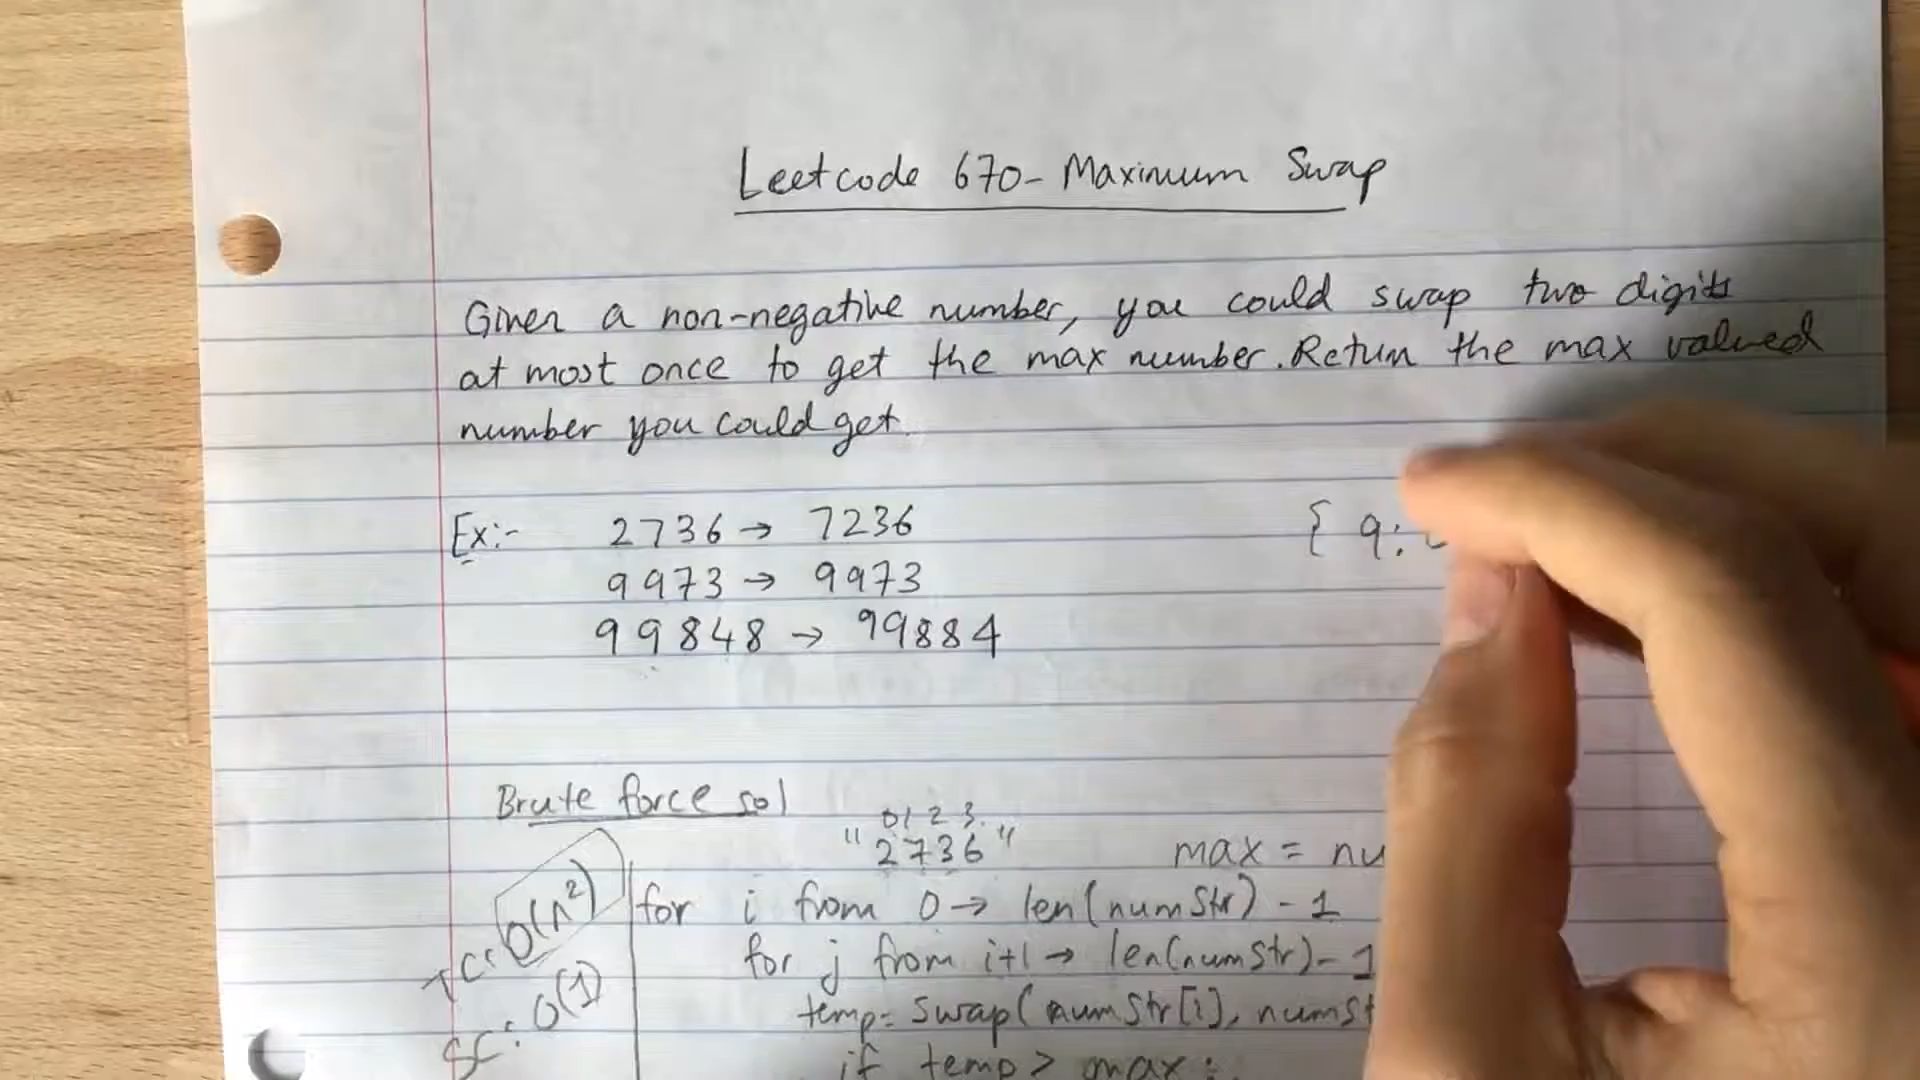 Leetcode 670- Maximum Swap
Given a non-negative number, you could swap two digits
at most once to get the max number. Return the max valued
number you could get.
Ex:- 2736 → 7236
{ 9:
9973 → 9973
99848 → 99884
Brute force sol
0 1 2 3
"2736" max = nu
TC: O(n²)
SC: O(1)
for i from 0 → len(numStr) - 1
for j from i+1 → len(numStr) - 1
temp = swap(numStr[i], numSt
if temp > max: